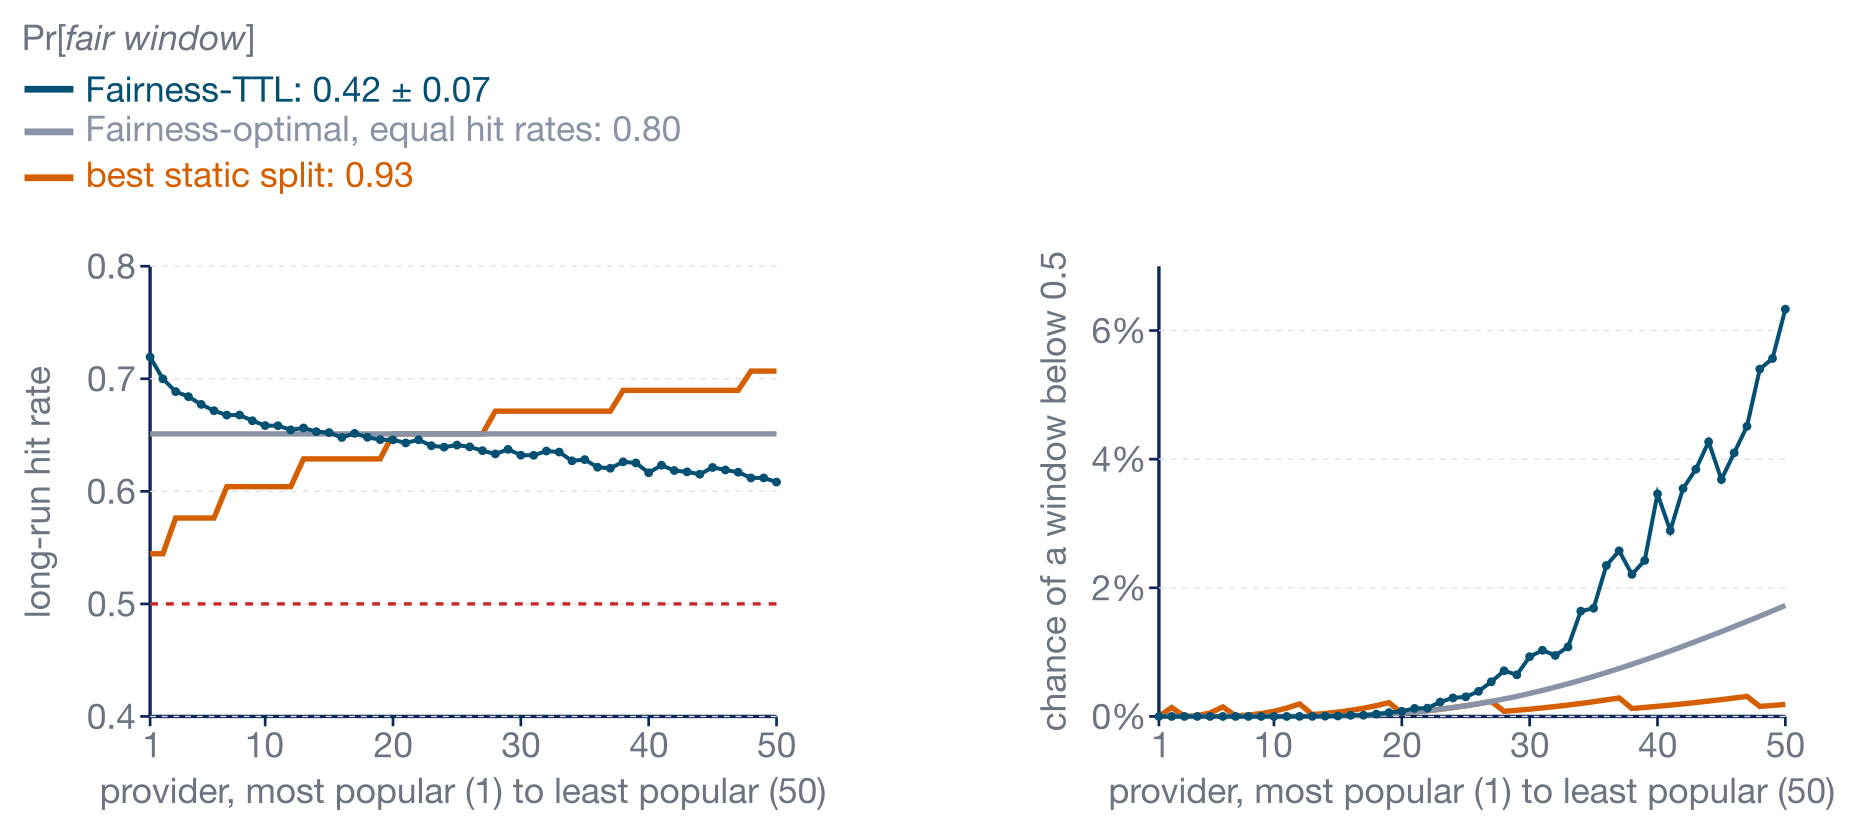 Pr[fair window]
Fairness-TTL: 0.42 ± 0.07
Fairness-optimal, equal hit rates: 0.80
best static split: 0.93
long-run hit rate
0.8
0.7
0.6
0.5
0.4
1 10 20 30 40 50
provider, most popular (1) to least popular (50)
chance of a window below 0.5
6%
4%
2%
0%
1 10 20 30 40 50
provider, most popular (1) to least popular (50)